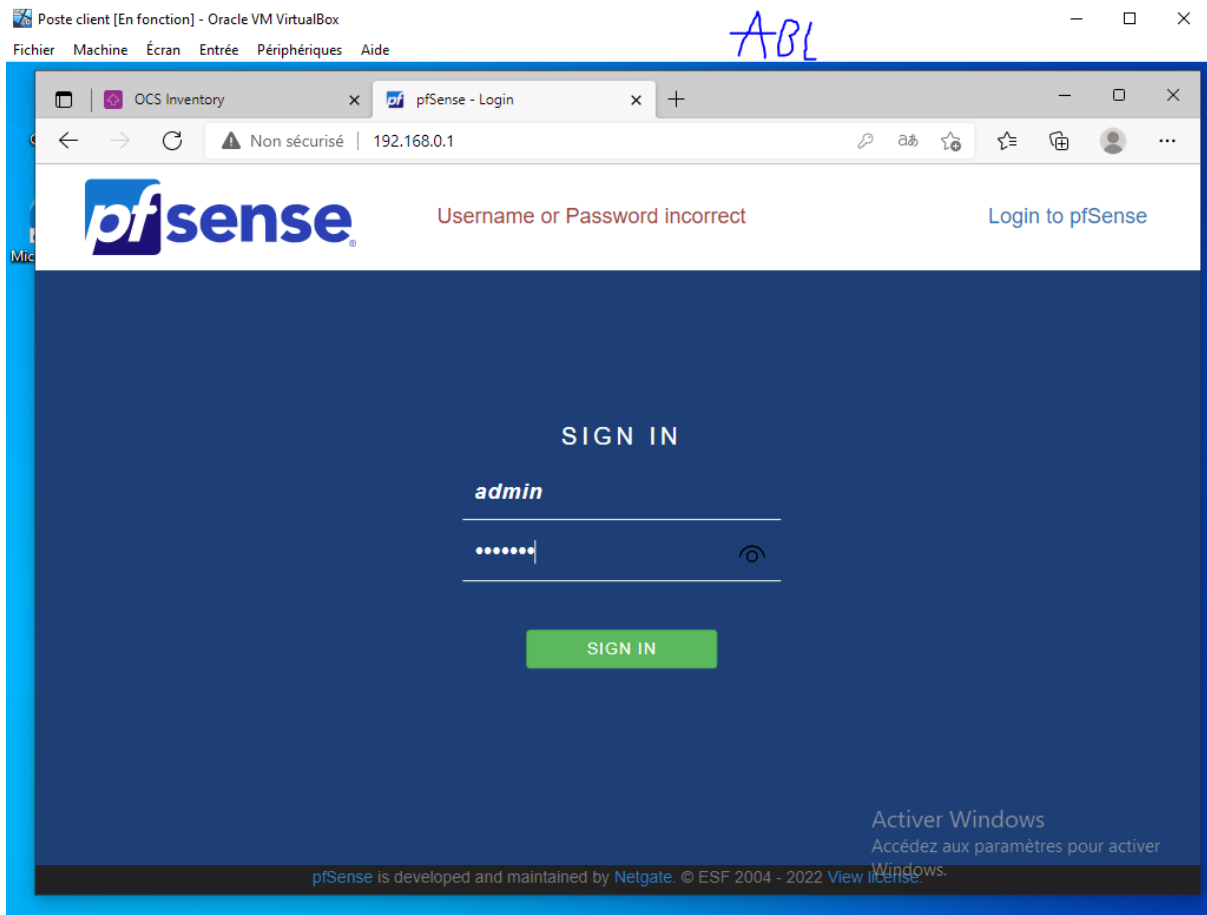 Poste client [En fonction] - Oracle VM VirtualBox
ABL
Fichier Machine Écran Entrée Périphériques Aide
OCS Inventory
pfSense - Login
Non sécurisé
192.168.0.1
aあ
pfsense
Username or Password incorrect
Login to pfSense
Mic
SIGN IN
admin
•••••••
SIGN IN
Activer Windows
Accédez aux paramètres pour activer
Windows.
pfSense is developed and maintained by Netgate. © ESF 2004 - 2022 View license.